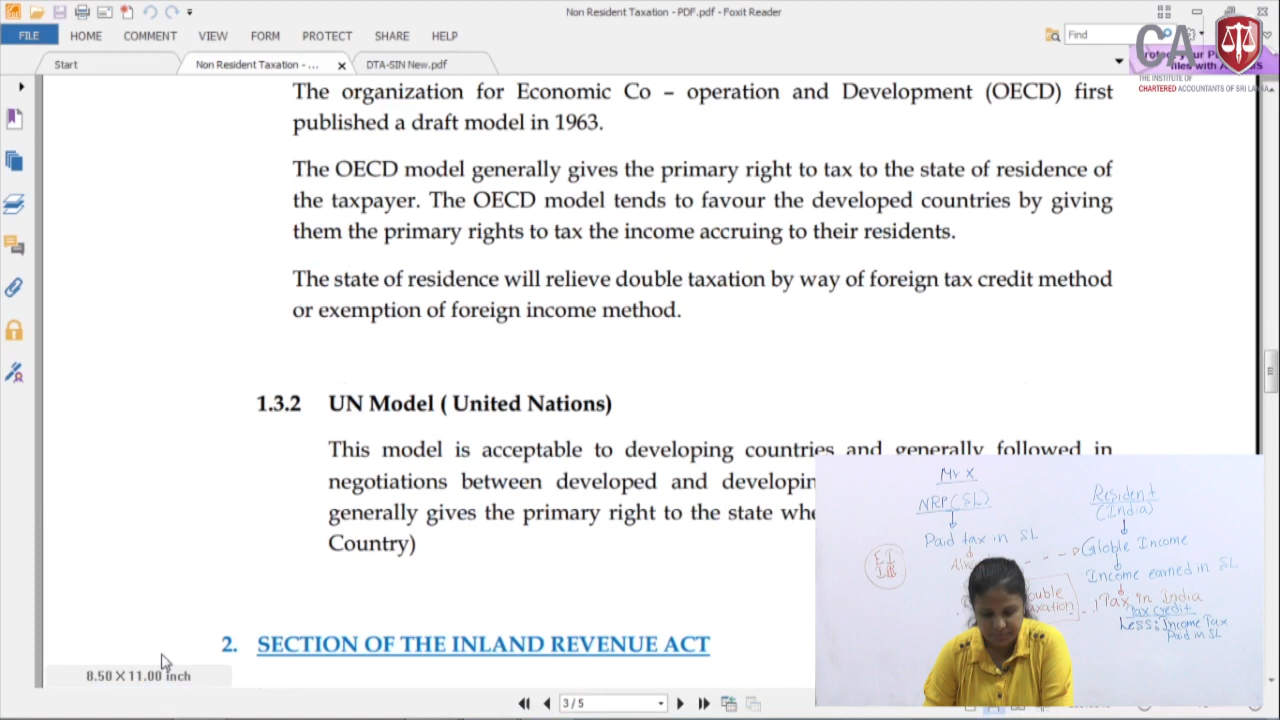 Non Resident Taxation - PDF.pdf - Foxit Reader
FILE HOME COMMENT VIEW FORM PROTECT SHARE HELP
Find
CA
THE INSTITUTE OF
CHARTERED ACCOUNTANTS OF SRI LANKA
Start
Non Resident Taxation - ...
DTA-SIN New.pdf
The organization for Economic Co – operation and Development (OECD) first
published a draft model in 1963.
The OECD model generally gives the primary right to tax to the state of residence of
the taxpayer. The OECD model tends to favour the developed countries by giving
them the primary rights to tax the income accruing to their residents.
The state of residence will relieve double taxation by way of foreign tax credit method
or exemption of foreign income method.
1.3.2 UN Model ( United Nations)
This model is acceptable to developing countries and generally followed in
negotiations between developed and developin
generally gives the primary right to the state whe
Country)
2. SECTION OF THE INLAND REVENUE ACT
Mr X
NRP (SL)
Paid tax in SL
Resident
(India)
Globle Income
Income earned in SL
Tax in India
Tax Credit
Less: Income Tax
Paid in SL
8.50 X 11.00 inch
3 / 5